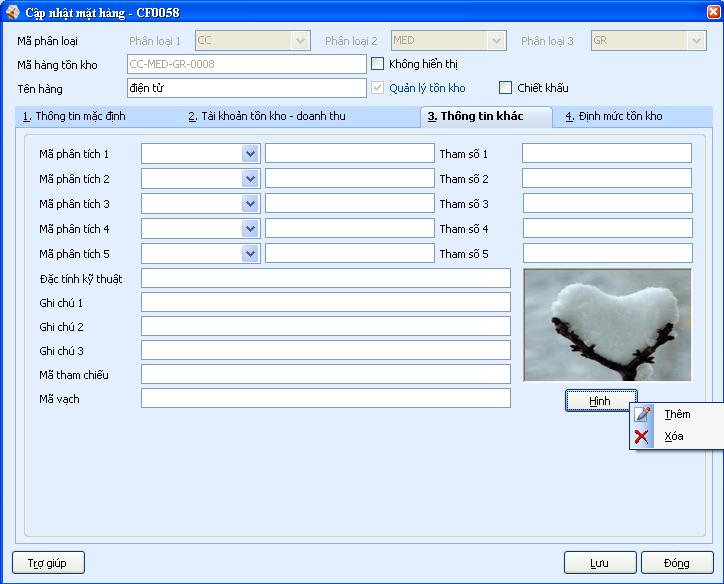 Cập nhật mặt hàng - CF0058
Mã phân loại Phân loại 1 CC Phân loại 2 MED Phân loại 3 GR
Mã hàng tồn kho CC-MED-GR-0008 Không hiển thị
Tên hàng điện tử Quản lý tồn kho Chiết khấu
1. Thông tin mặc định 2. Tài khoản tồn kho - doanh thu 3. Thông tin khác 4. Định mức tồn kho
Mã phân tích 1 Tham số 1
Mã phân tích 2 Tham số 2
Mã phân tích 3 Tham số 3
Mã phân tích 4 Tham số 4
Mã phân tích 5 Tham số 5
Đặc tính kỹ thuật
Ghi chú 1
Ghi chú 2
Ghi chú 3
Mã tham chiếu
Mã vạch
Hình
Thêm
Xóa
Trợ giúp Lưu Đóng